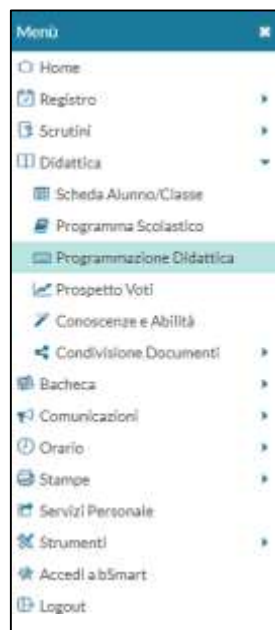 Menù
Home
Registro
Scrutini
Didattica
Scheda Alunno/Classe
Programma Scolastico
Programmazione Didattica
Prospetto Voti
Conoscenze e Abilità
Condivisione Documenti
Bacheca
Comunicazioni
Orario
Stampe
Servizi Personale
Strumenti
Accedi a bSmart
Logout